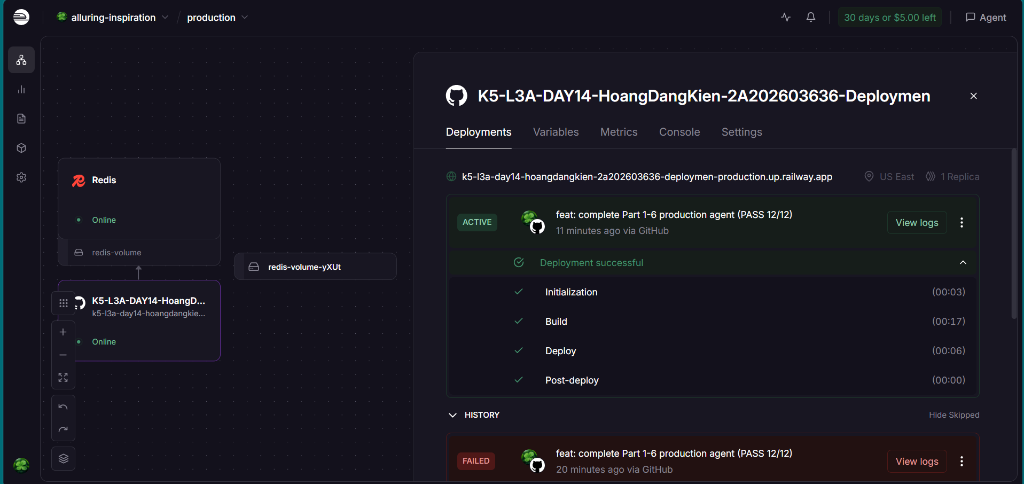 alluring-inspiration
production
30 days or $5.00 left
Agent
K5-L3A-DAY14-HoangDangKien-2A202603636-Deploymen
Deployments
Variables
Metrics
Console
Settings
k5-l3a-day14-hoangdangkien-2a202603636-deploymen-production.up.railway.app
US East
1 Replica
Redis
Online
redis-volume
redis-volume-yXUt
K5-L3A-DAY14-HoangD...
k5-l3a-day14-hoangdangkie...
Online
ACTIVE
feat: complete Part 1-6 production agent (PASS 12/12)
11 minutes ago via GitHub
View logs
Deployment successful
Initialization
(00:03)
Build
(00:17)
Deploy
(00:06)
Post-deploy
(00:00)
HISTORY
Hide Skipped
FAILED
feat: complete Part 1-6 production agent (PASS 12/12)
20 minutes ago via GitHub
View logs